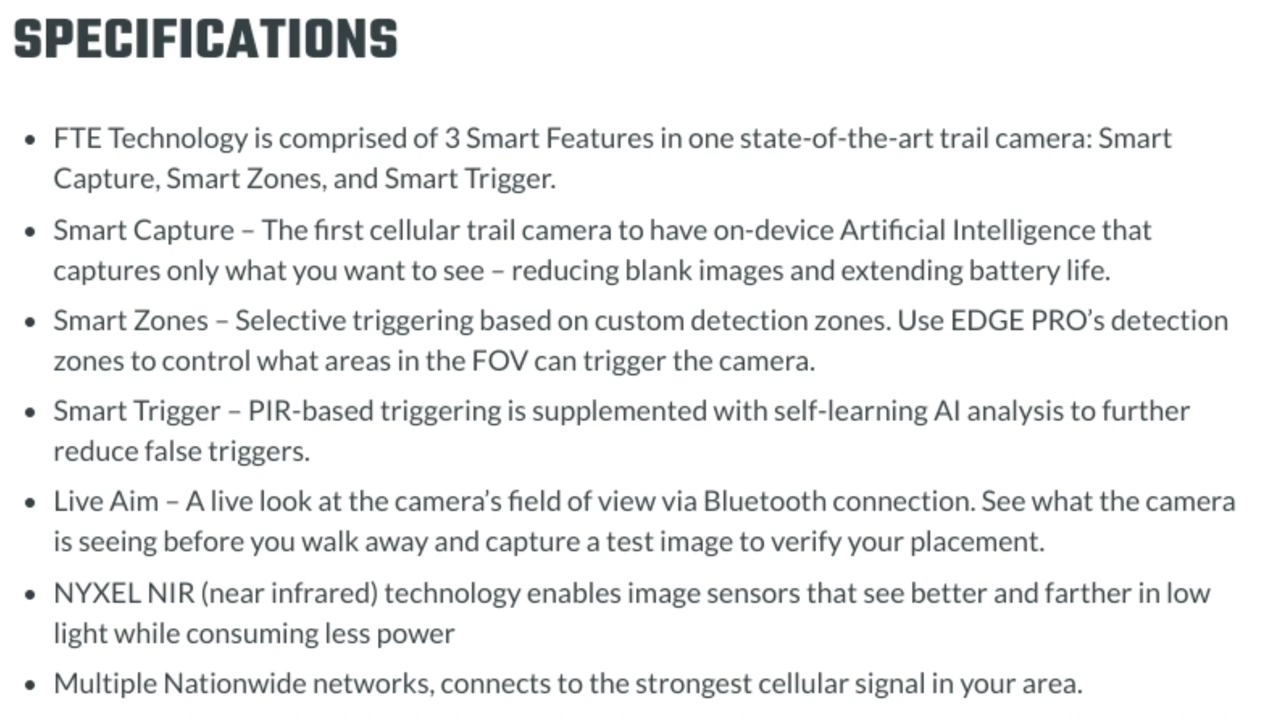 SPECIFICATIONS
• FTE Technology is comprised of 3 Smart Features in one state-of-the-art trail camera: Smart
Capture, Smart Zones, and Smart Trigger.
• Smart Capture – The first cellular trail camera to have on-device Artificial Intelligence that
captures only what you want to see – reducing blank images and extending battery life.
• Smart Zones – Selective triggering based on custom detection zones. Use EDGE PRO’s detection
zones to control what areas in the FOV can trigger the camera.
• Smart Trigger – PIR-based triggering is supplemented with self-learning AI analysis to further
reduce false triggers.
• Live Aim – A live look at the camera’s field of view via Bluetooth connection. See what the camera
is seeing before you walk away and capture a test image to verify your placement.
• NYXEL NIR (near infrared) technology enables image sensors that see better and farther in low
light while consuming less power
• Multiple Nationwide networks, connects to the strongest cellular signal in your area.